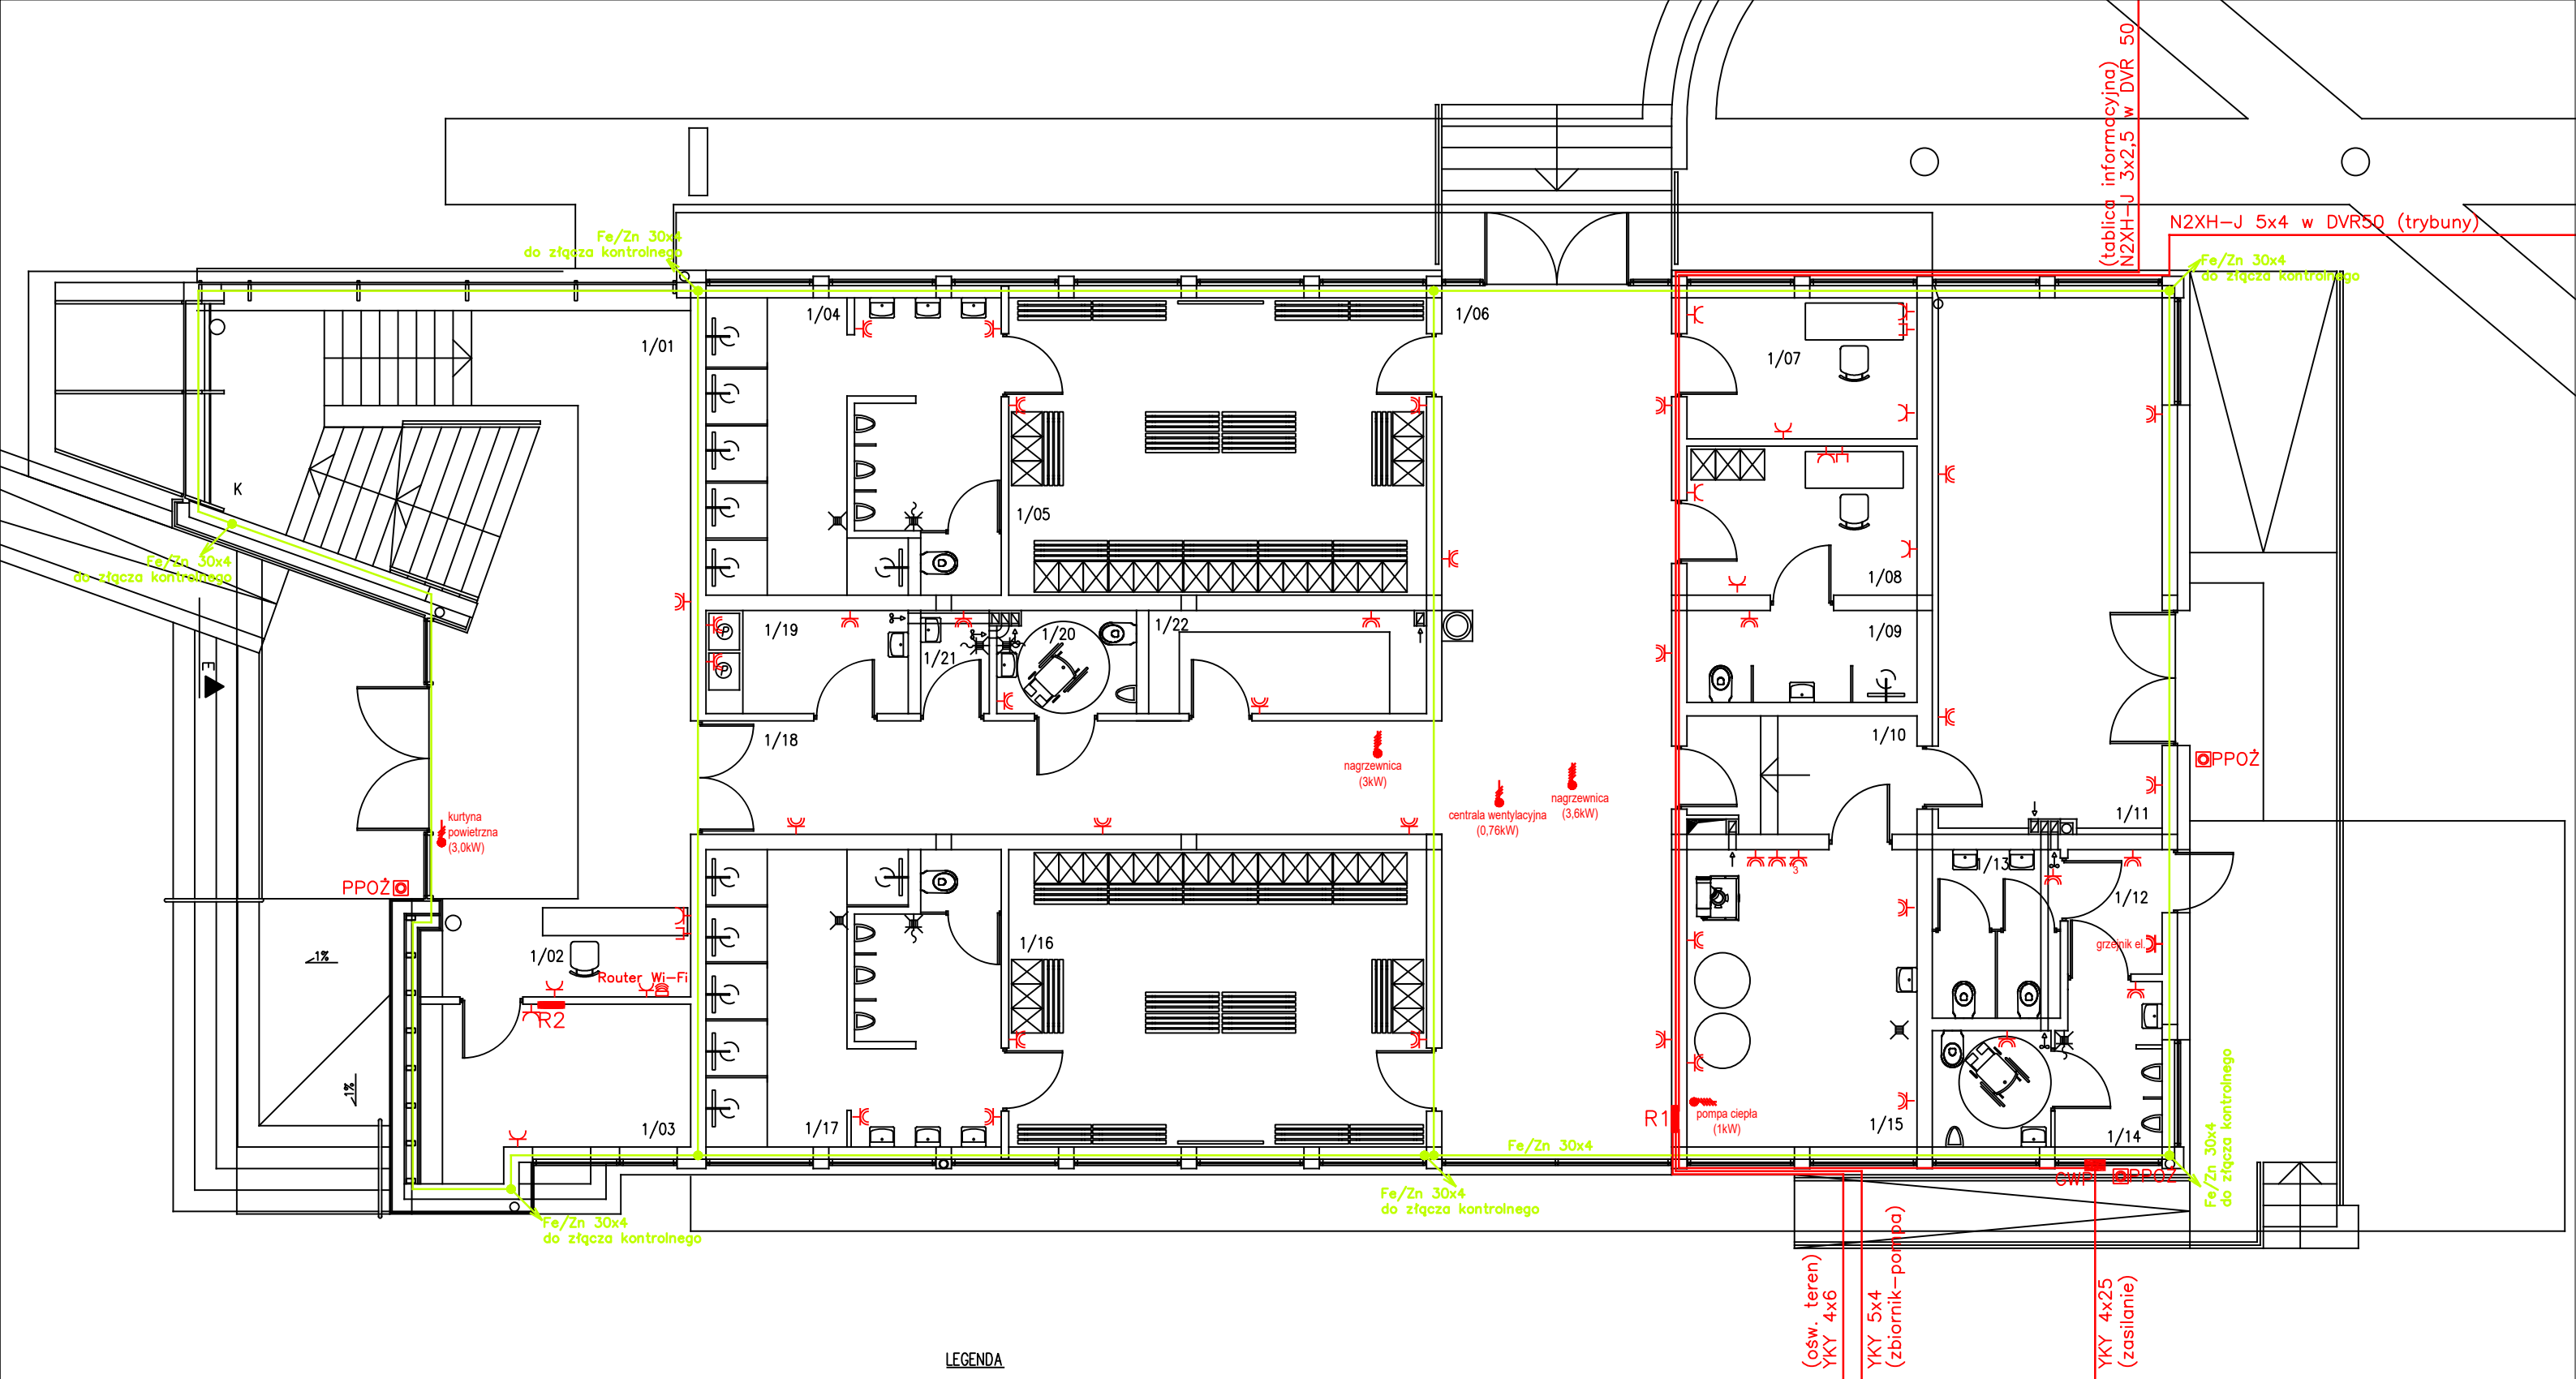 (tablica informacyjna)
N2XH-J 3x2,5 w DVR 50
N2XH-J 5x4 w DVR50 (trybuny)
Fe/Zn 30x4
do złącza kontrolnego
Fe/Zn 30x4
do złącza kontrolnego
1/01
1/04
1/06
1/07
K
1/05
Fe/Zn 30x4
do złącza kontrolnego
1/08
1/19
1/21
1/20
1/22
1/09
E
1/18
1/10
nagrzewnica
(3kW)
centrala wentylacyjna
(0,76kW)
nagrzewnica
(3,6kW)
PPOŻ
kurtyna
powietrzna
(3,0kW)
1/11
PPOŻ
3
1/13
1/12
1/02
Router Wi-Fi
1/16
grzejnik el.
1%
R2
1%
1/03
1/17
R1
pompa ciepła
(1kW)
1/15
1/14
Fe/Zn 30x4
GWP
PPOŻ
Fe/Zn 30x4
do złącza kontrolnego
Fe/Zn 30x4
do złącza kontrolnego
Fe/Zn 30x4
do złącza kontrolnego
(ośw. teren)
YKY 4x6
YKY 5x4
(zbiornik-pompa)
YKY 4x25
(zasilanie)
LEGENDA